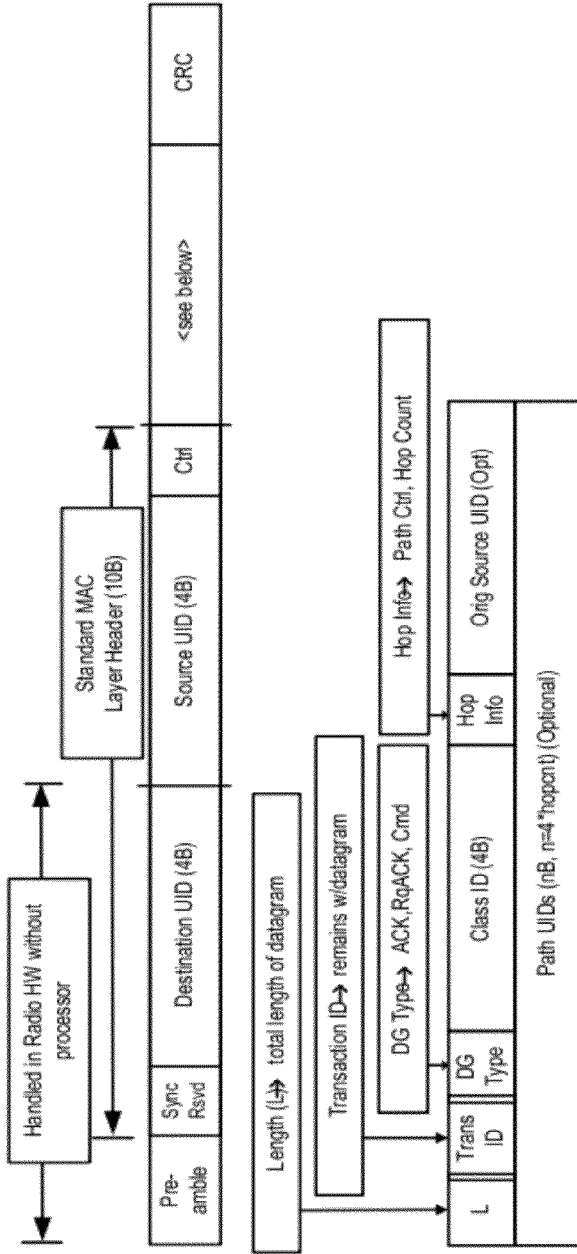 Handled in Radio HW without
processor
Standard MAC
Layer Header (10B)
Pre-
amble
Sync
Rsvd
Destination UID (4B)
Source UID (4B)
Ctrl
<see below>
CRC
Length (L)→ total length of datagram
Transaction ID→ remains w/datagram
DG Type→ ACK,RqACK, Cmd
Hop Info→ Path Ctrl, Hop Count
L
Trans
ID
DG
Type
Class ID (4B)
Hop
Info
Orig Source UID (Opt)
Path UIDs (nB, n=4*hopcnt) (Optional)